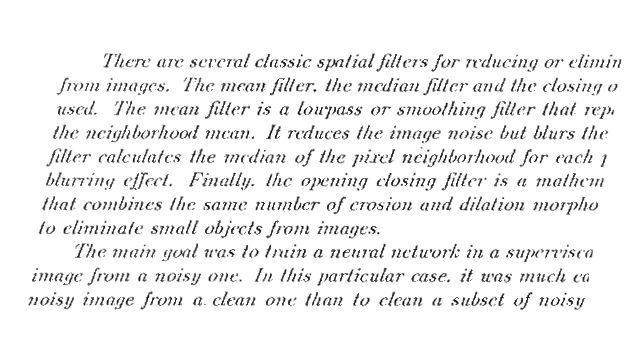 There are several classic spatial filters for reducing or elimin
from images. The mean filter, the median filter and the closing o
used. The mean filter is a lowpass or smoothing filter that rep
the neighborhood mean. It reduces the image noise but blurs the
filter calculates the median of the pixel neighborhood for each p
blurring effect. Finally, the opening closing filter is a mathem
that combines the same number of erosion and dilation morpho
to eliminate small objects from images.
The main goal was to train a neural network in a supervised
image from a noisy one. In this particular case, it was much ea
noisy image from a clean one than to clean a subset of noisy